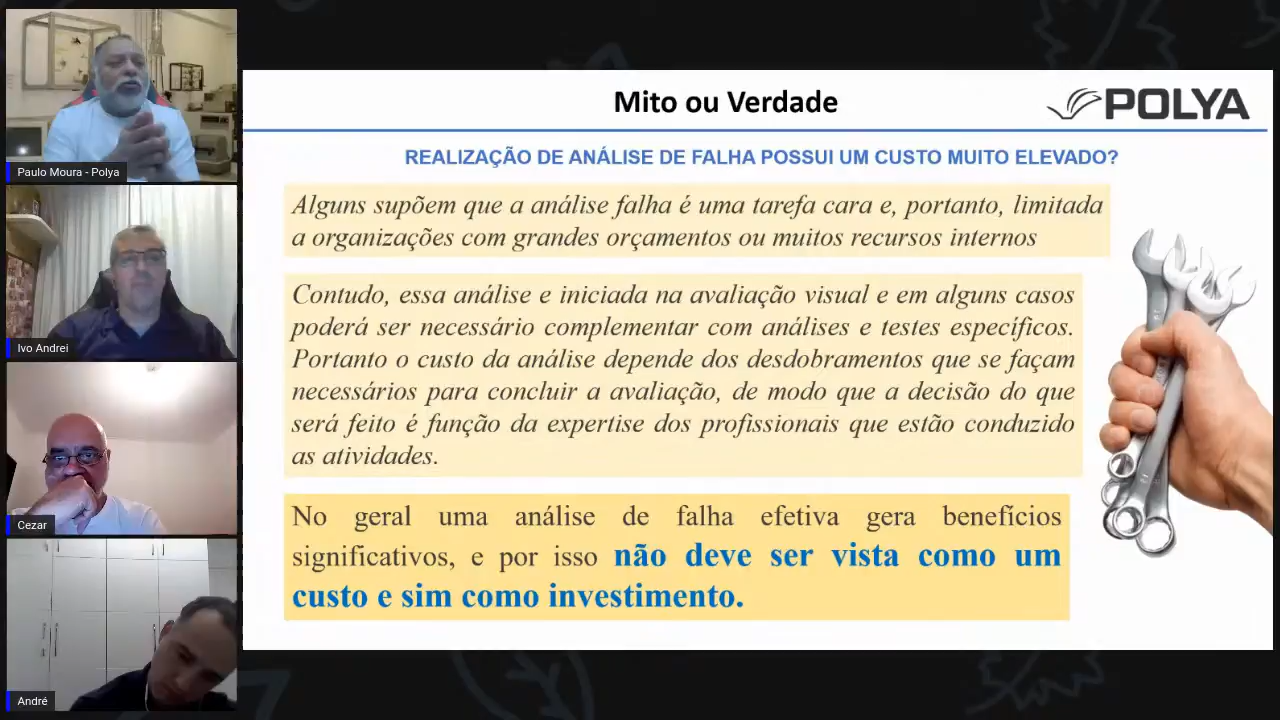 Paulo Moura - Polya
Ivo Andrei
Cezar
André
Mito ou Verdade
POLYA
REALIZAÇÃO DE ANÁLISE DE FALHA POSSUI UM CUSTO MUITO ELEVADO?
Alguns supõem que a análise falha é uma tarefa cara e, portanto, limitada
a organizações com grandes orçamentos ou muitos recursos internos
Contudo, essa análise e iniciada na avaliação visual e em alguns casos
poderá ser necessário complementar com análises e testes específicos.
Portanto o custo da análise depende dos desdobramentos que se façam
necessários para concluir a avaliação, de modo que a decisão do que
será feito é função da expertise dos profissionais que estão conduzido
as atividades.
No geral uma análise de falha efetiva gera benefícios
significativos, e por isso não deve ser vista como um
custo e sim como investimento.